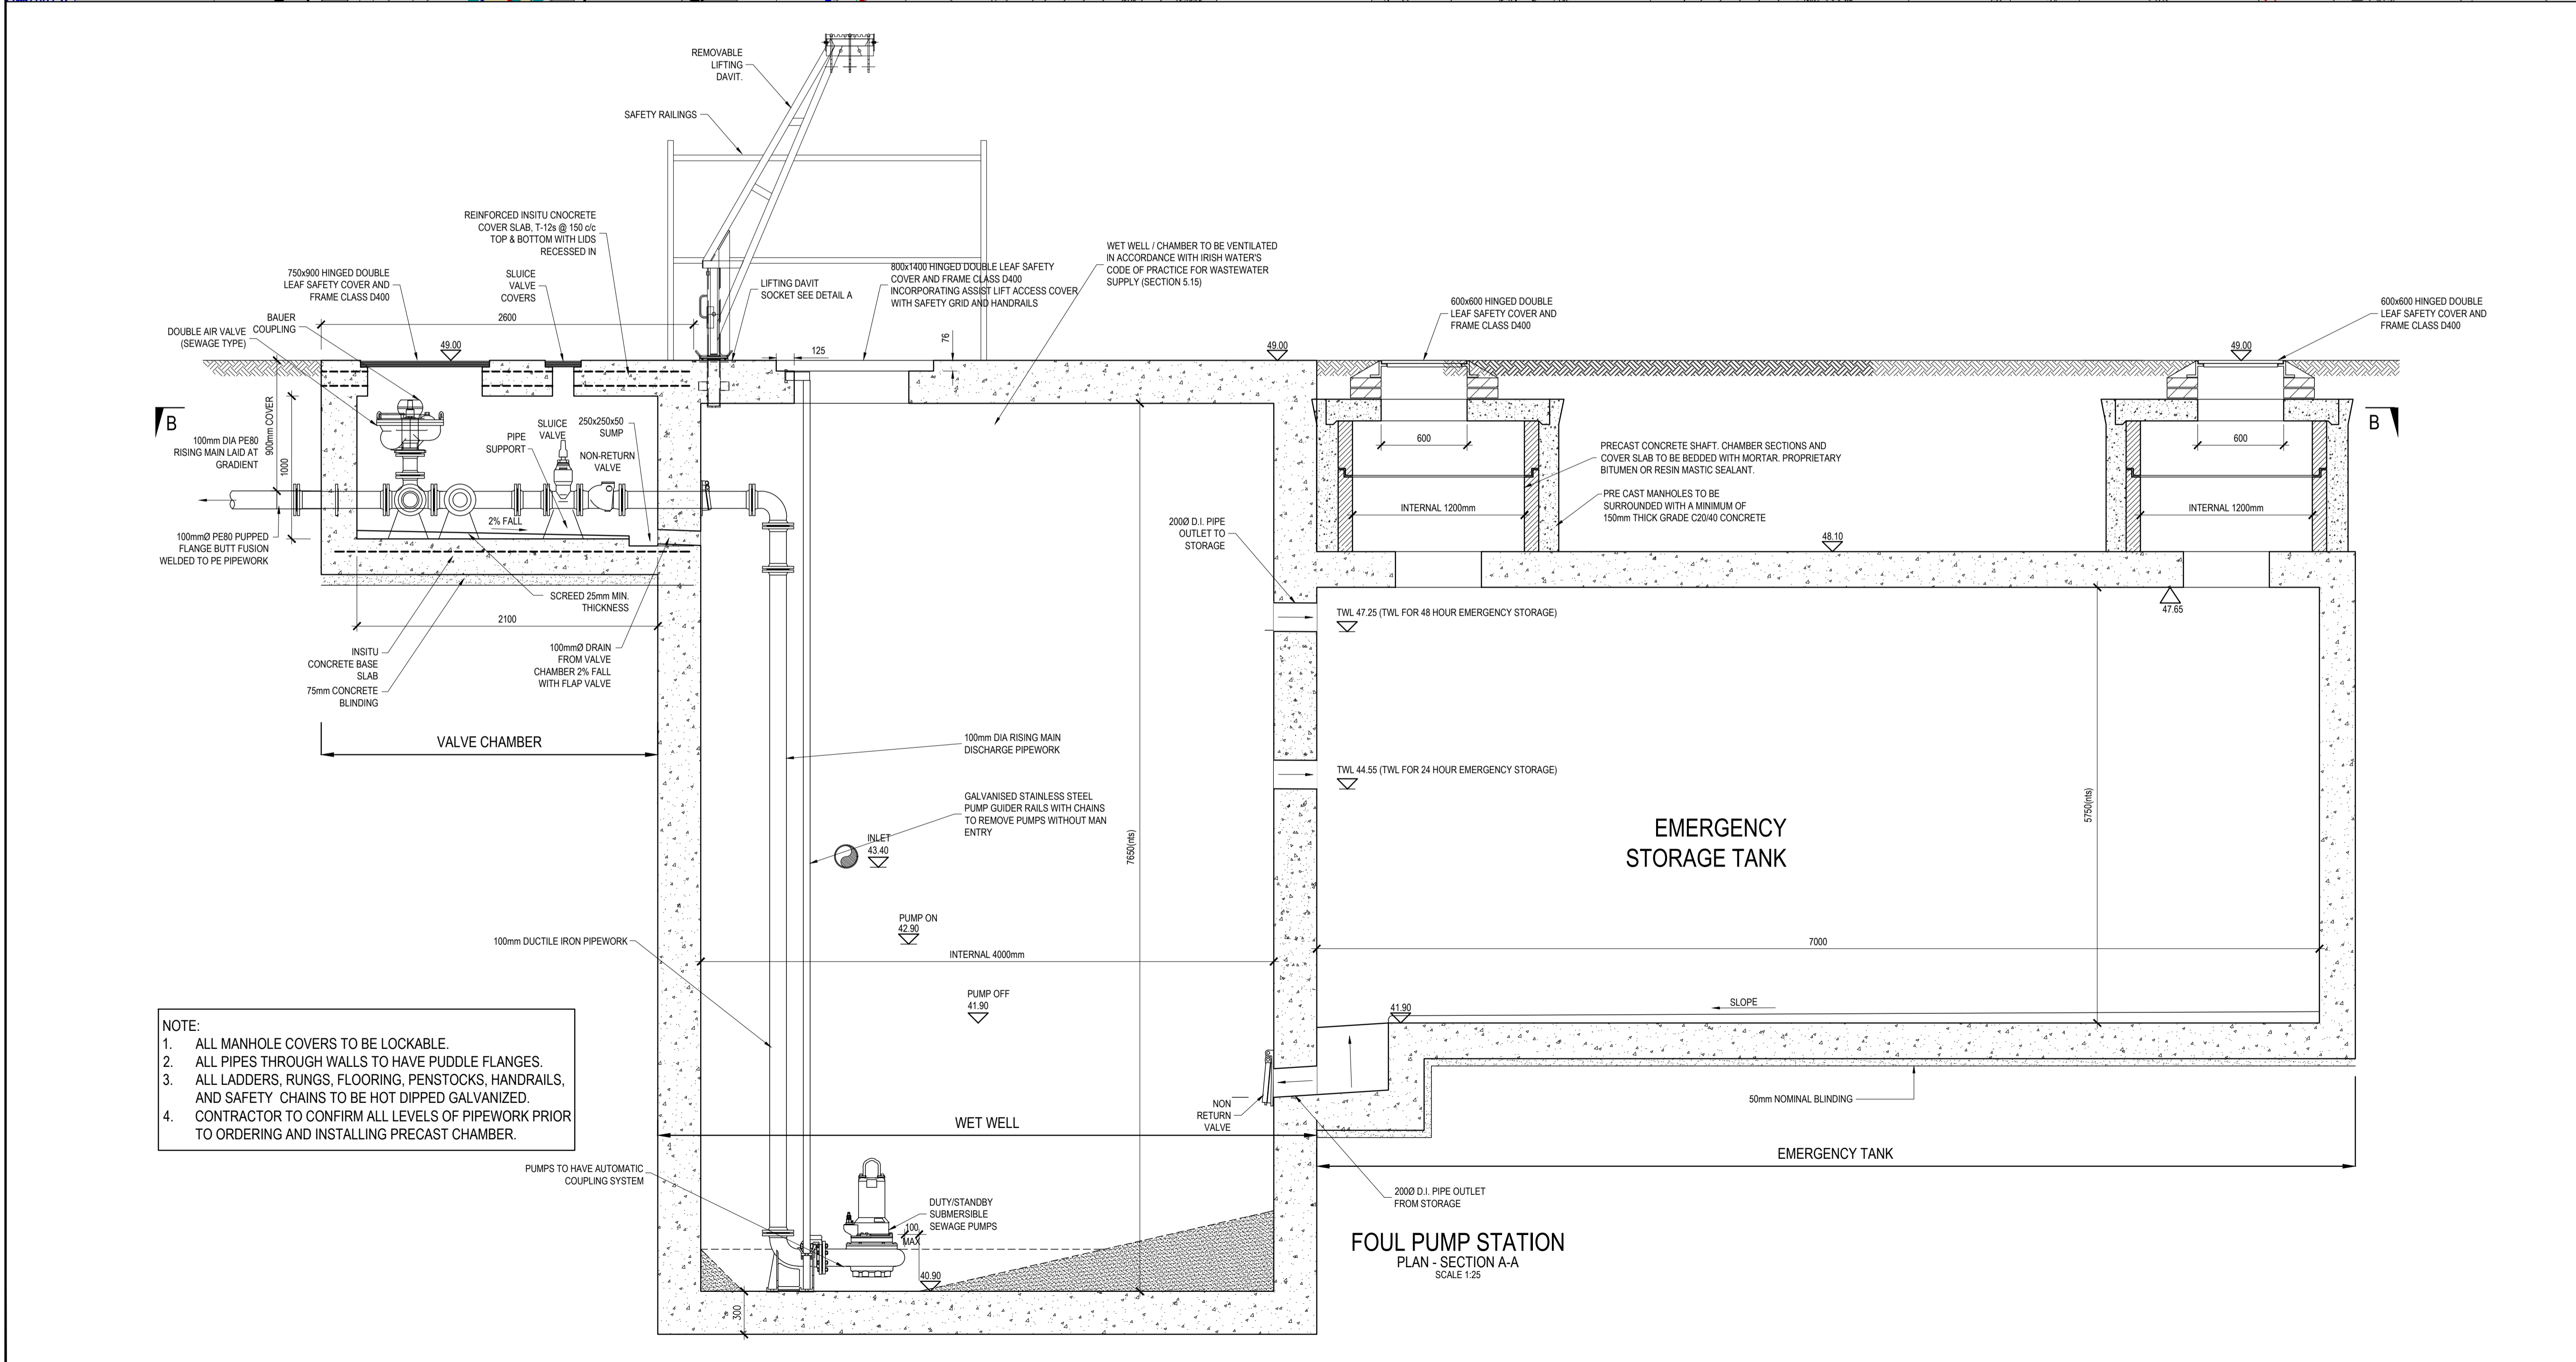 REMOVABLE
LIFTING
DAVIT.
SAFETY RAILINGS
REINFORCED INSITU CNOCRETE
COVER SLAB, T-12s @ 150 c/c
TOP & BOTTOM WITH LIDS
RECESSED IN
750x900 HINGED DOUBLE
LEAF SAFETY COVER AND
FRAME CLASS D400
SLUICE
VALVE
COVERS
BAUER
COUPLING
DOUBLE AIR VALVE
(SEWAGE TYPE)
2600
49.00
LIFTING DAVIT
SOCKET SEE DETAIL A
800x1400 HINGED DOUBLE LEAF SAFETY
COVER AND FRAME CLASS D400
INCORPORATING ASSIST LIFT ACCESS COVER
WITH SAFETY GRID AND HANDRAILS
WET WELL / CHAMBER TO BE VENTILATED
IN ACCORDANCE WITH IRISH WATER'S
CODE OF PRACTICE FOR WASTEWATER
SUPPLY (SECTION 5.15)
125
76
49.00
600x600 HINGED DOUBLE
LEAF SAFETY COVER AND
FRAME CLASS D400
49.00
600x600 HINGED DOUBLE
LEAF SAFETY COVER AND
FRAME CLASS D400
B
B
900mm COVER
1000
100mm DIA PE80
RISING MAIN LAID AT
GRADIENT
PIPE
SUPPORT
SLUICE
VALVE
250x250x50
SUMP
NON-RETURN
VALVE
2% FALL
100mmØ PE80 PUPPED
FLANGE BUTT FUSION
WELDED TO PE PIPEWORK
SCREED 25mm MIN.
THICKNESS
2100
INSITU
CONCRETE BASE
SLAB
75mm CONCRETE
BLINDING
100mmØ DRAIN
FROM VALVE
CHAMBER 2% FALL
WITH FLAP VALVE
VALVE CHAMBER
600
INTERNAL 1200mm
PRECAST CONCRETE SHAFT. CHAMBER SECTIONS AND
COVER SLAB TO BE BEDDED WITH MORTAR. PROPRIETARY
BITUMEN OR RESIN MASTIC SEALANT.
PRE CAST MANHOLES TO BE
SURROUNDED WITH A MINIMUM OF
150mm THICK GRADE C20/40 CONCRETE
600
INTERNAL 1200mm
200Ø D.I. PIPE
OUTLET TO
STORAGE
48.10
47.65
TWL 47.25 (TWL FOR 48 HOUR EMERGENCY STORAGE)
TWL 44.55 (TWL FOR 24 HOUR EMERGENCY STORAGE)
100mm DIA RISING MAIN
DISCHARGE PIPEWORK
GALVANISED STAINLESS STEEL
PUMP GUIDER RAILS WITH CHAINS
TO REMOVE PUMPS WITHOUT MAN
ENTRY
INLET
43.40
7650(nts)
5750(nts)
EMERGENCY
STORAGE TANK
PUMP ON
42.90
100mm DUCTILE IRON PIPEWORK
INTERNAL 4000mm
7000
PUMP OFF
41.90
41.90
SLOPE
NOTE:
1. ALL MANHOLE COVERS TO BE LOCKABLE.
2. ALL PIPES THROUGH WALLS TO HAVE PUDDLE FLANGES.
3. ALL LADDERS, RUNGS, FLOORING, PENSTOCKS, HANDRAILS,
AND SAFETY CHAINS TO BE HOT DIPPED GALVANIZED.
4. CONTRACTOR TO CONFIRM ALL LEVELS OF PIPEWORK PRIOR
TO ORDERING AND INSTALLING PRECAST CHAMBER.
NON
RETURN
VALVE
50mm NOMINAL BLINDING
WET WELL
EMERGENCY TANK
PUMPS TO HAVE AUTOMATIC
COUPLING SYSTEM
DUTY/STANDBY
SUBMERSIBLE
SEWAGE PUMPS
100
MAX
40.90
300
200Ø D.I. PIPE OUTLET
FROM STORAGE
FOUL PUMP STATION
PLAN - SECTION A-A
SCALE 1:25